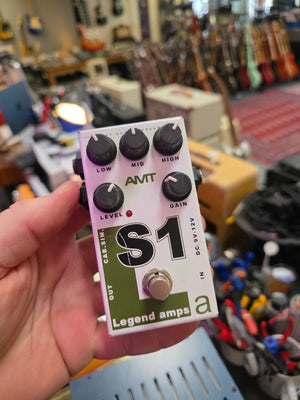 LOW MID HIGH
AMT
LEVEL GAIN
S1
CAB.SIM.
OUT
IN
DC 9V-12V
Legend amps a